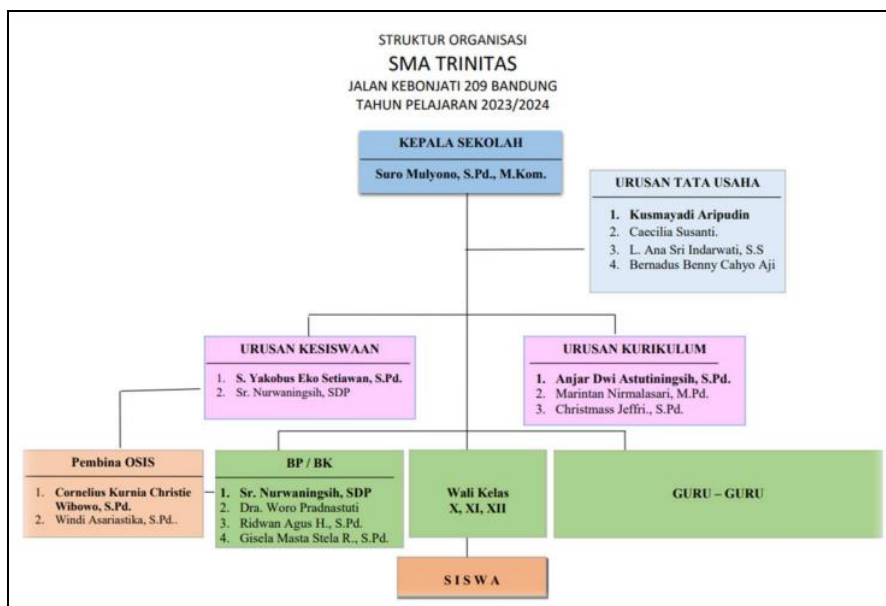 STRUKTUR ORGANISASI
SMA TRINITAS
JALAN KEBONJATI 209 BANDUNG
TAHUN PELAJARAN 2023/2024
KEPALA SEKOLAH
Suro Mulyono, S.Pd., M.Kom.
URUSAN TATA USAHA
1. Kusmayadi Aripudin
2. Caecilia Susanti.
3. L. Ana Sri Indarwati, S.S
4. Bernadus Benny Cahyo Aji
URUSAN KESISWAAN
1. S. Yakobus Eko Setiawan, S.Pd.
2. Sr. Nurwaningsih, SDP
URUSAN KURIKULUM
1. Anjar Dwi Astutiningsih, S.Pd.
2. Marintan Nirmalasari, M.Pd.
3. Christmass Jeffri., S.Pd.
Pembina OSIS
1. Cornelius Kurnia Christie
Wibowo, S.Pd.
2. Windi Asariastika, S.Pd..
BP / BK
1. Sr. Nurwaningsih, SDP
2. Dra. Woro Pradnastuti
3. Ridwan Agus H., S.Pd.
4. Gisela Masta Stela R., S.Pd.
Wali Kelas
X, XI, XII
GURU – GURU
S I S W A